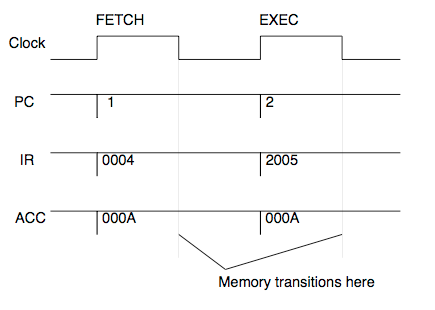 FETCH EXEC
Clock
PC 1 2
IR 0004 2005
ACC 000A 000A
Memory transitions here